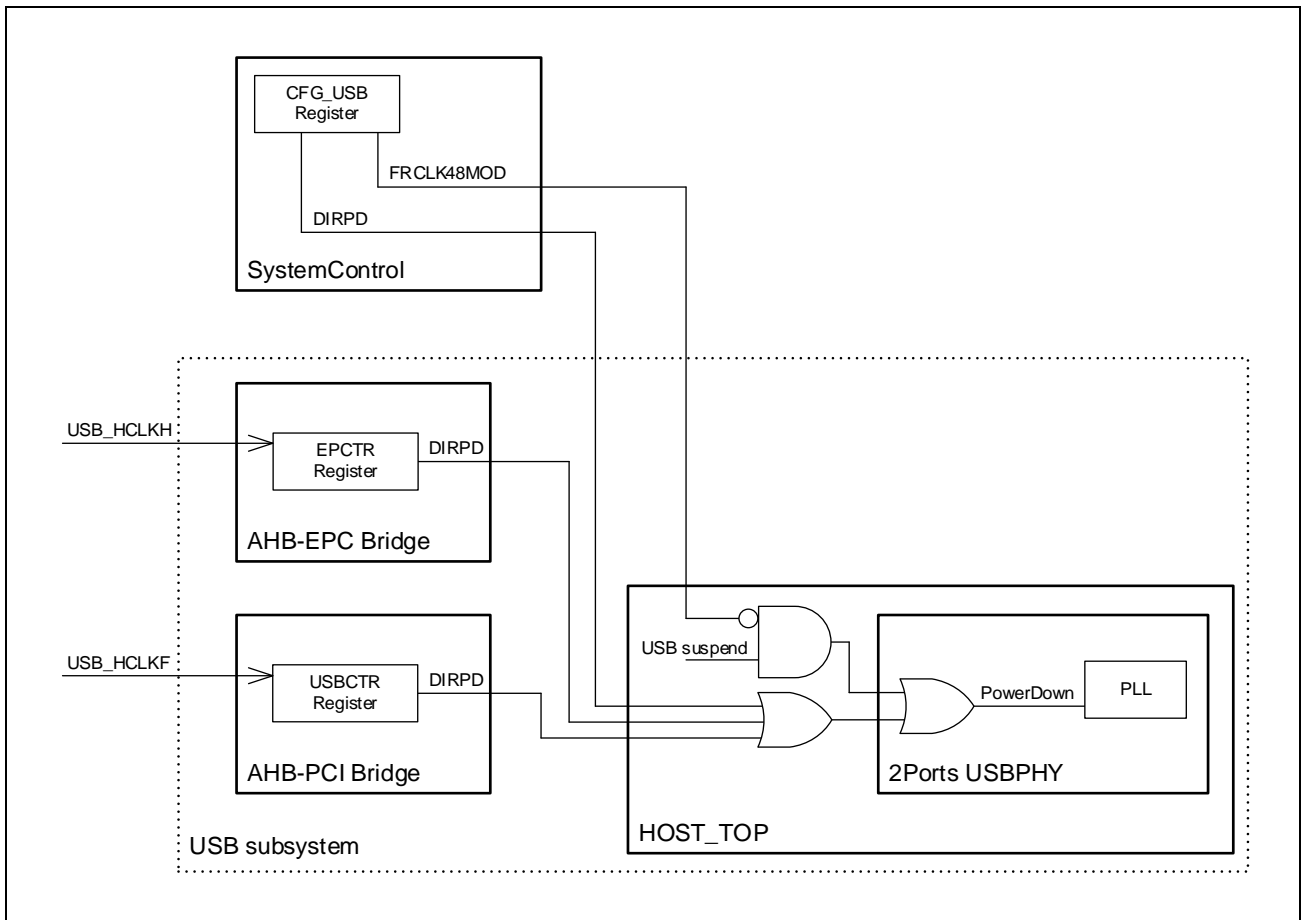 CFG_USB
Register
FRCLK48MOD
DIRPD
SystemControl
USB_HCLKH
EPCTR
Register
DIRPD
AHB-EPC Bridge
USB_HCLKF
USBCTR
Register
DIRPD
AHB-PCI Bridge
USB suspend
PowerDown
PLL
2Ports USBPHY
HOST_TOP
USB subsystem